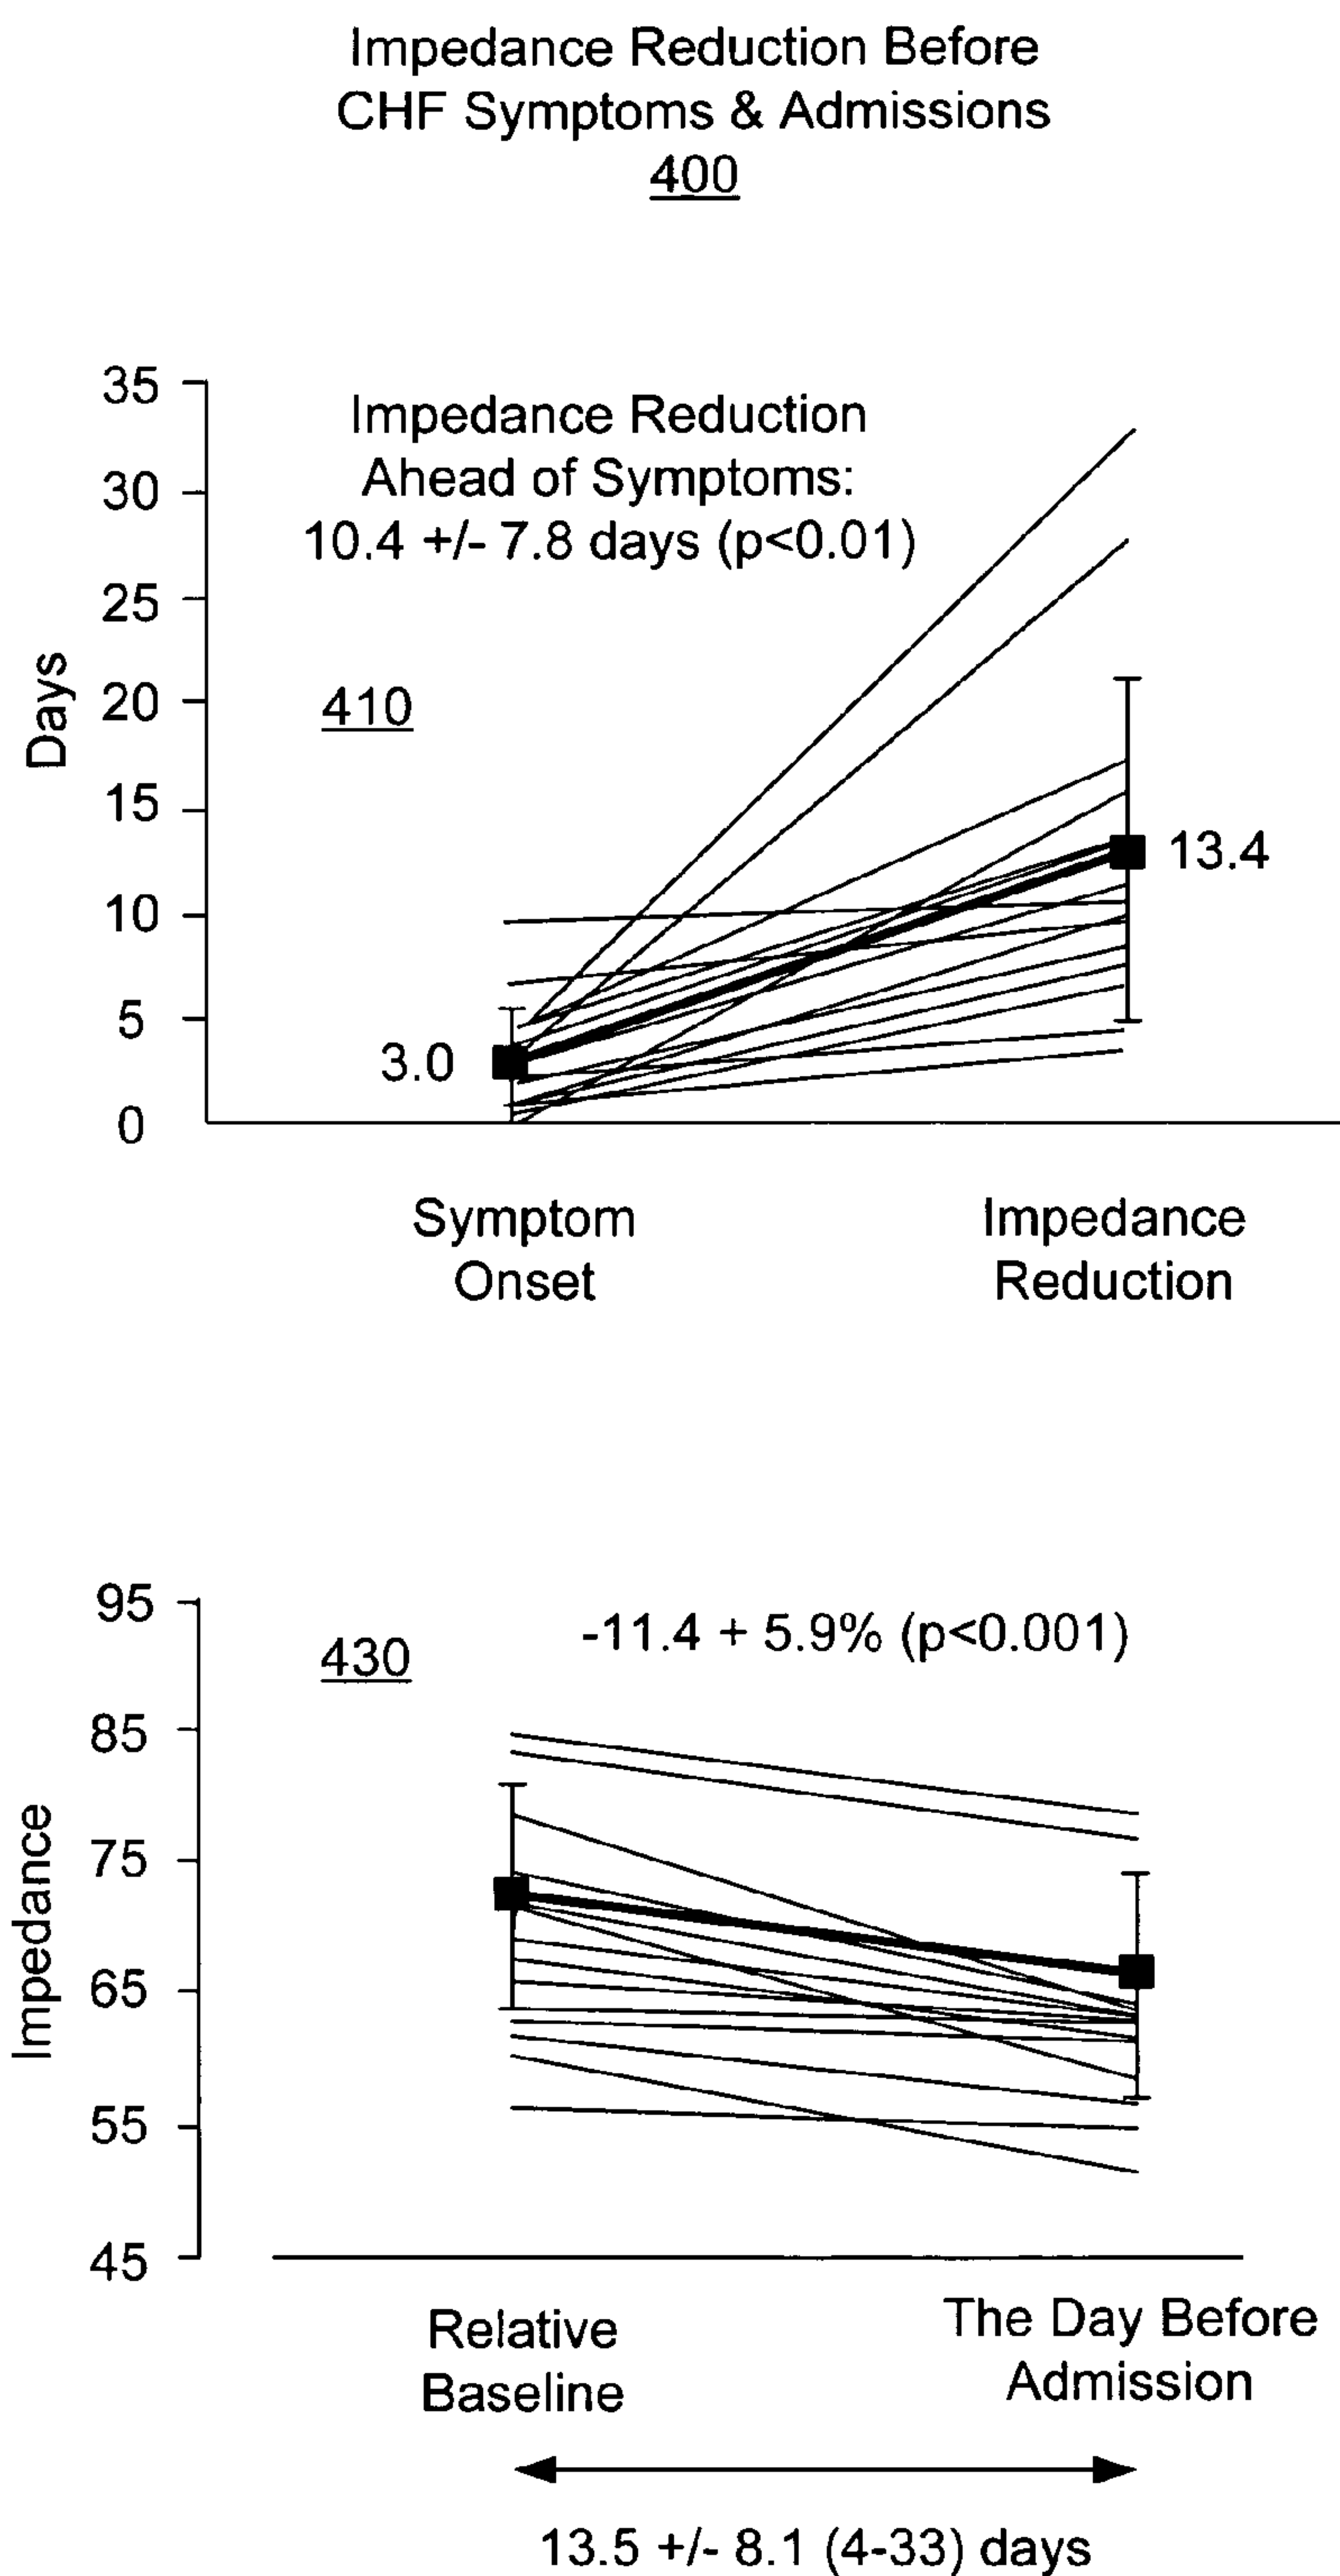 Impedance Reduction Before
CHF Symptoms & Admissions
400
35
30
25
20
15
10
5
0
Days
Impedance Reduction
Ahead of Symptoms:
10.4 +/- 7.8 days (p<0.01)
410
3.0
13.4
Symptom
Onset
Impedance
Reduction
95
85
75
65
55
45
Impedance
430
-11.4 + 5.9% (p<0.001)
Relative
Baseline
The Day Before
Admission
13.5 +/- 8.1 (4-33) days